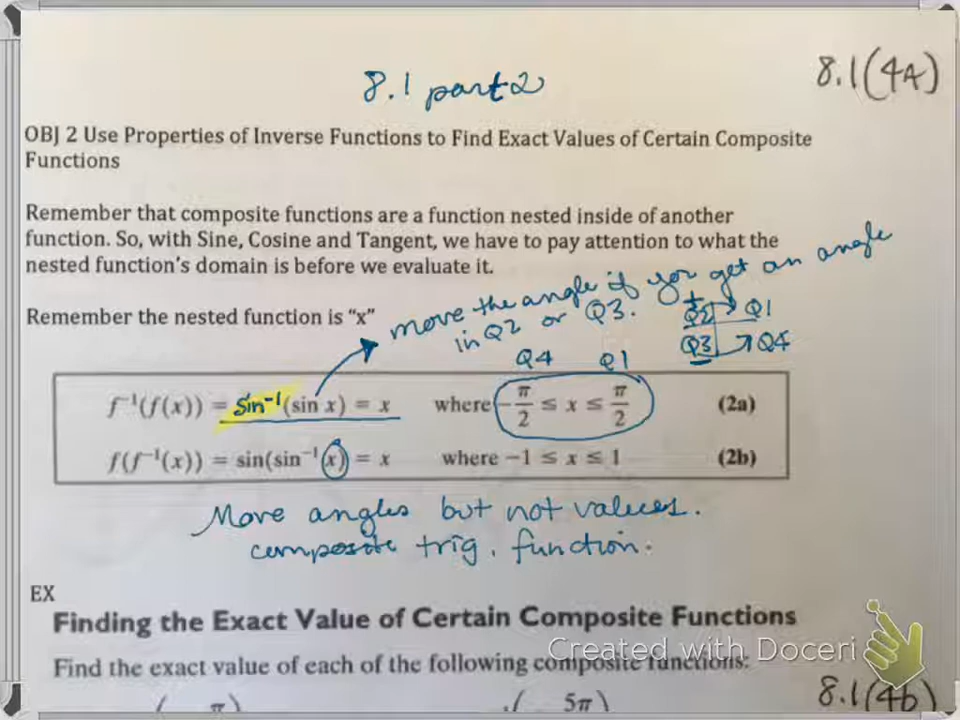 8.1 part 2
8.1(4A)
OBJ 2 Use Properties of Inverse Functions to Find Exact Values of Certain Composite
Functions
Remember that composite functions are a function nested inside of another
function. So, with Sine, Cosine and Tangent, we have to pay attention to what the
nested function's domain is before we evaluate it.
Remember the nested function is "x"
move the angle if you get an angle
in Q2 or Q3.
Q2 → Q1
Q3 → Q4
Q4 Q1
f⁻¹(f(x)) = sin⁻¹(sin x) = x where -π/2 ≤ x ≤ π/2 (2a)
f(f⁻¹(x)) = sin(sin⁻¹(x)) = x where -1 ≤ x ≤ 1 (2b)
Move angles but not values.
composite trig. function.
EX
Finding the Exact Value of Certain Composite Functions
Created with Doceri
Find the exact value of each of the following composite functions:
8.1(4b)
( π) ( 5π)